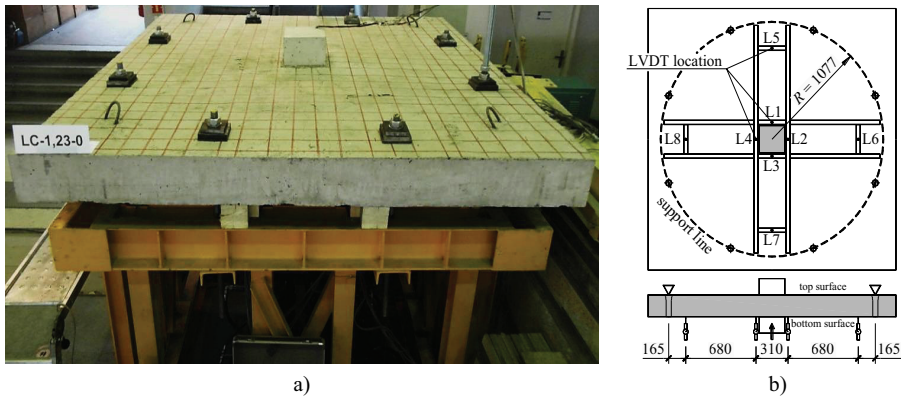 LC-1,23-0
a)
L5
LVDT location
R = 1077
L1
L8
L4
L2
L6
L3
support line
L7
top surface
bottom surface
165
680
310
680
165
b)